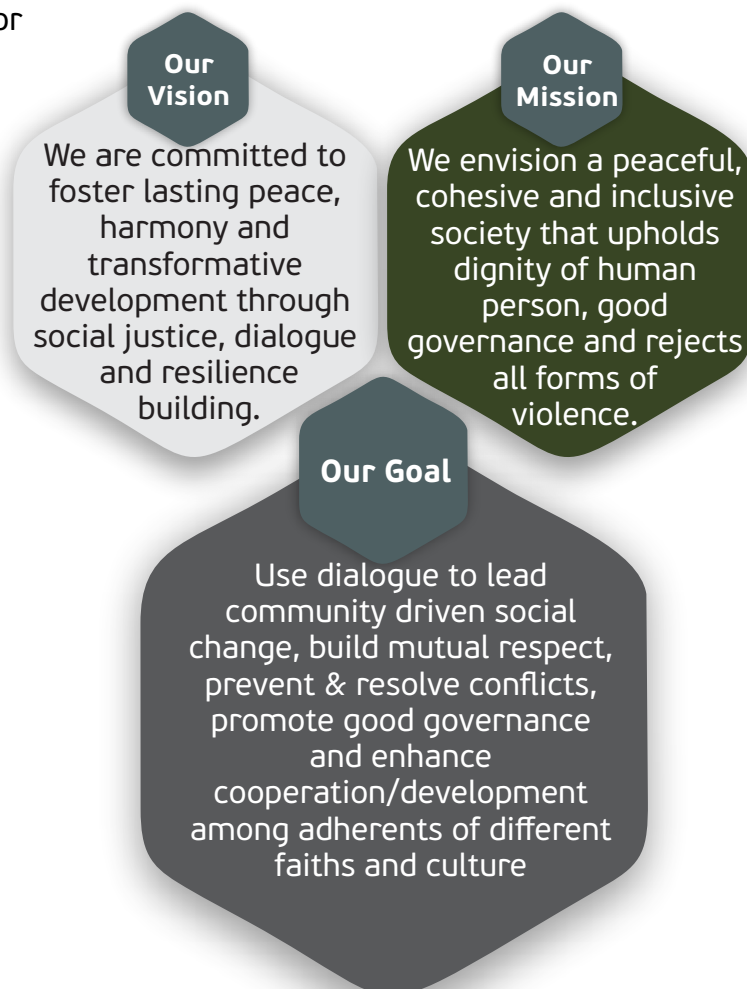 or
Our
Vision
We are committed to
foster lasting peace,
harmony and
transformative
development through
social justice, dialogue
and resilience
building.
Our
Mission
We envision a peaceful,
cohesive and inclusive
society that upholds
dignity of human
person, good
governance and rejects
all forms of
violence.
Our Goal
Use dialogue to lead
community driven social
change, build mutual respect,
prevent & resolve conflicts,
promote good governance
and enhance
cooperation/development
among adherents of different
faiths and culture